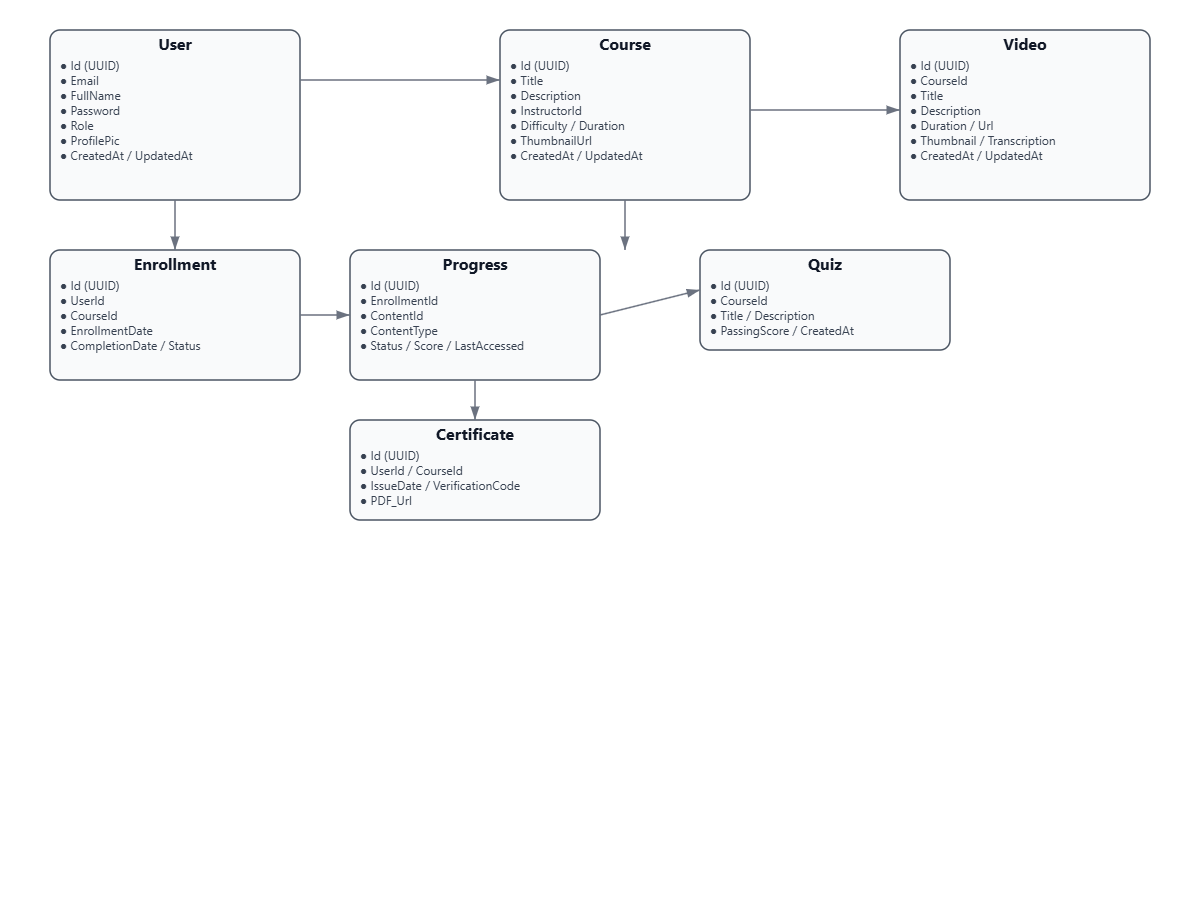 User
● Id (UUID)
● Email
● FullName
● Password
● Role
● ProfilePic
● CreatedAt / UpdatedAt
Course
● Id (UUID)
● Title
● Description
● InstructorId
● Difficulty / Duration
● ThumbnailUrl
● CreatedAt / UpdatedAt
Video
● Id (UUID)
● CourseId
● Title
● Description
● Duration / Url
● Thumbnail / Transcription
● CreatedAt / UpdatedAt
Enrollment
● Id (UUID)
● UserId
● CourseId
● EnrollmentDate
● CompletionDate / Status
Progress
● Id (UUID)
● EnrollmentId
● ContentId
● ContentType
● Status / Score / LastAccessed
Quiz
● Id (UUID)
● CourseId
● Title / Description
● PassingScore / CreatedAt
Certificate
● Id (UUID)
● UserId / CourseId
● IssueDate / VerificationCode
● PDF_Url